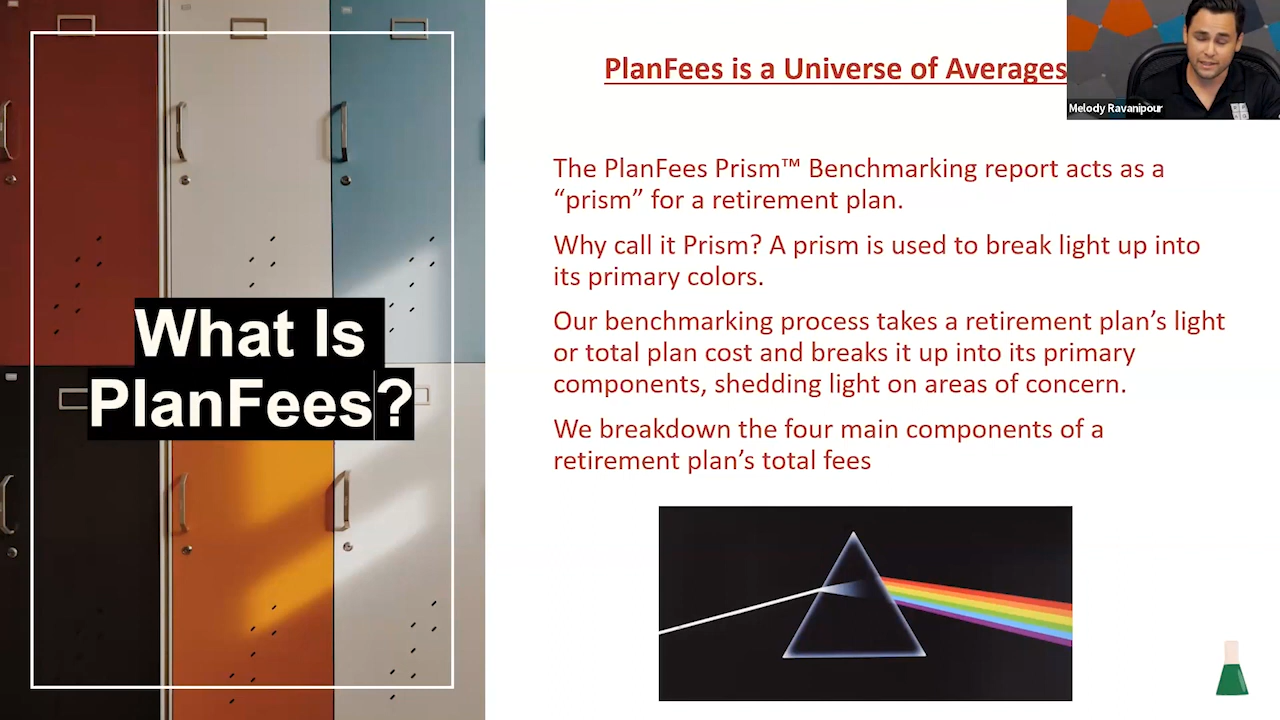 What Is
PlanFees?
PlanFees is a Universe of Averages
Melody Ravanipour
The PlanFees Prism™ Benchmarking report acts as a
“prism” for a retirement plan.
Why call it Prism? A prism is used to break light up into
its primary colors.
Our benchmarking process takes a retirement plan’s light
or total plan cost and breaks it up into its primary
components, shedding light on areas of concern.
We breakdown the four main components of a
retirement plan’s total fees